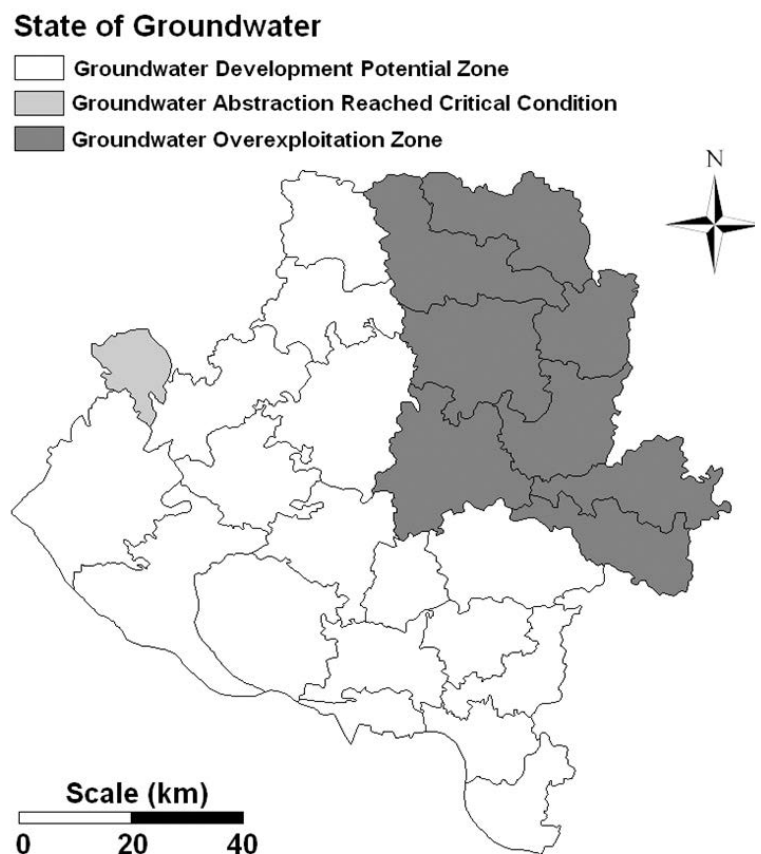 State of Groundwater
Groundwater Development Potential Zone
Groundwater Abstraction Reached Critical Condition
Groundwater Overexploitation Zone
N
Scale (km)
0 20 40